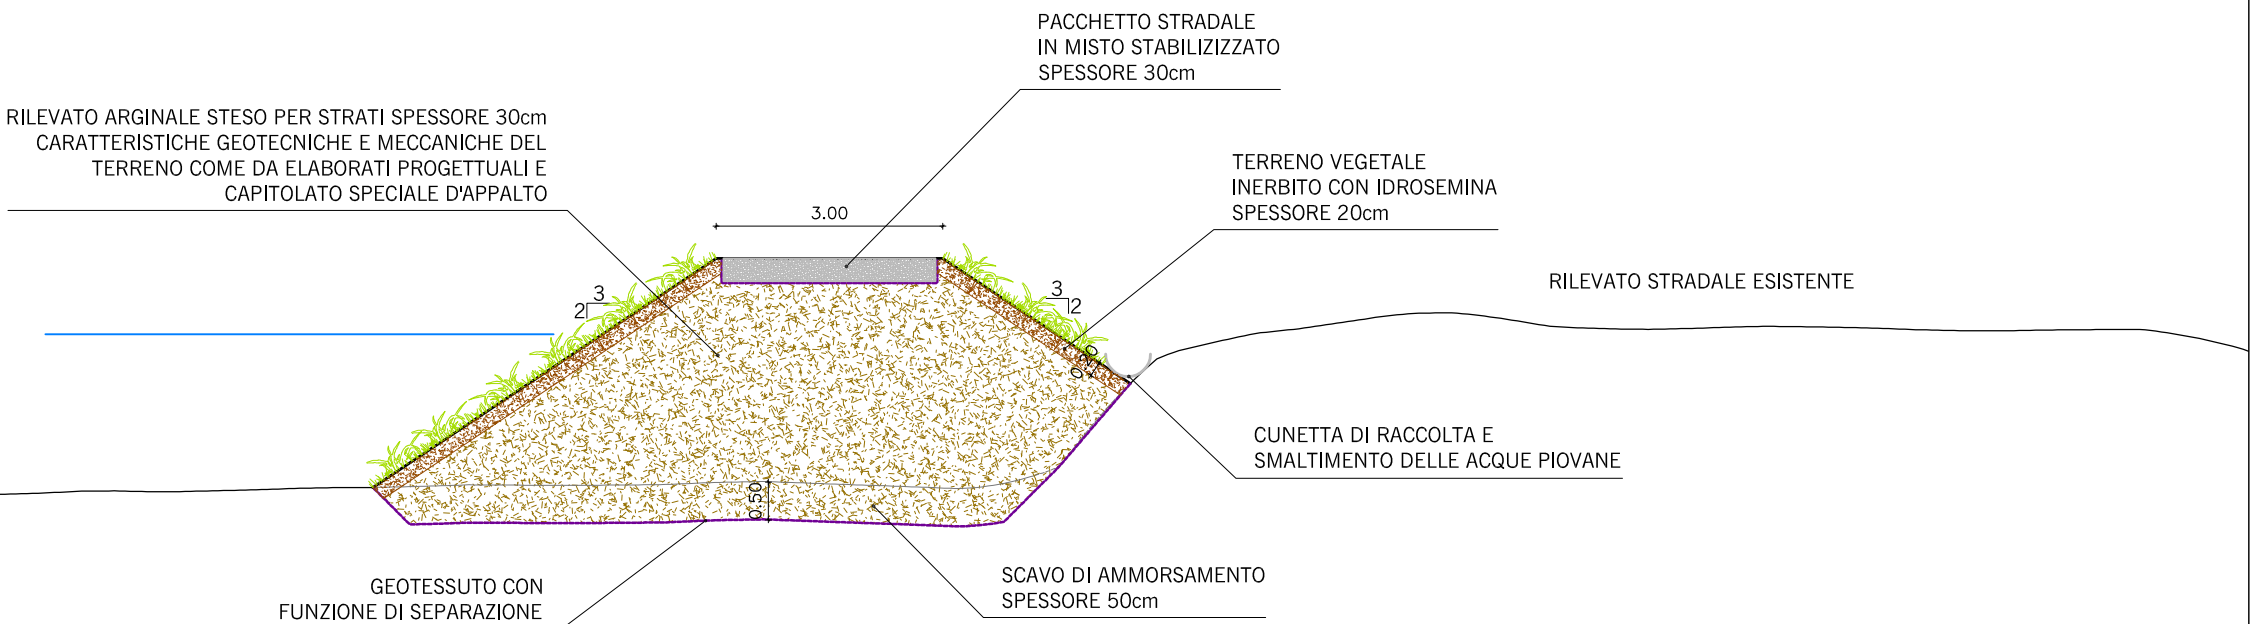 PACCHETTO STRADALE
IN MISTO STABILIZIZZATO
SPESSORE 30cm
RILEVATO ARGINALE STESO PER STRATI SPESSORE 30cm
CARATTERISTICHE GEOTECNICHE E MECCANICHE DEL
TERRENO COME DA ELABORATI PROGETTUALI E
CAPITOLATO SPECIALE D'APPALTO
TERRENO VEGETALE
INERBITO CON IDROSEMINA
SPESSORE 20cm
3.00
RILEVATO STRADALE ESISTENTE
3
2
3
2
0.20
CUNETTA DI RACCOLTA E
SMALTIMENTO DELLE ACQUE PIOVANE
0.50
GEOTESSUTO CON
FUNZIONE DI SEPARAZIONE
SCAVO DI AMMORSAMENTO
SPESSORE 50cm